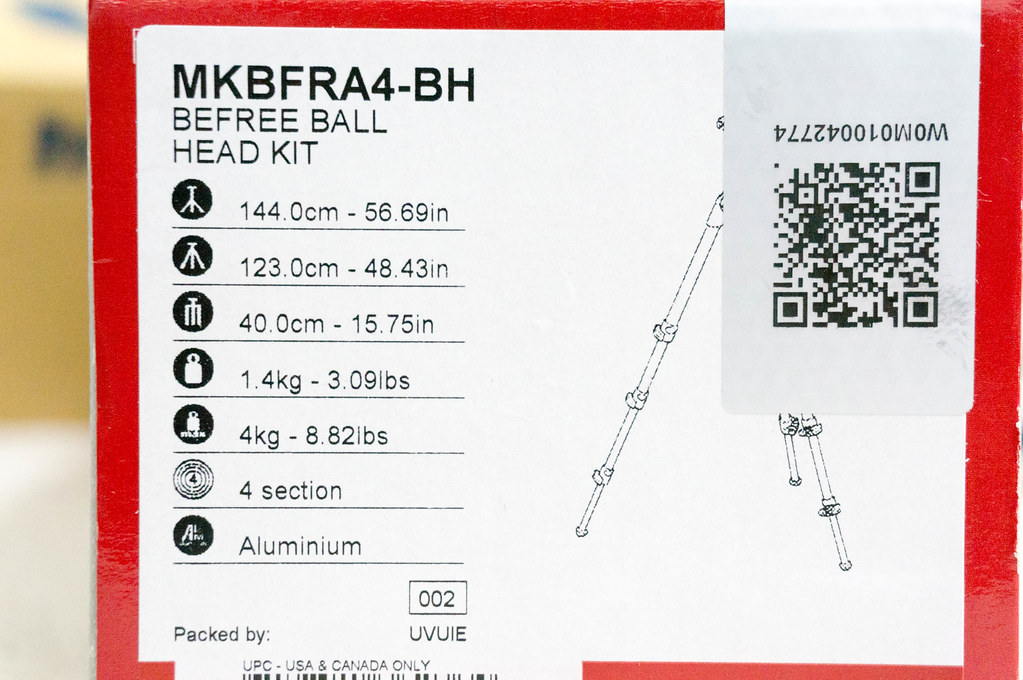 MKBFRA4-BH
BEFREE BALL
HEAD KIT
144.0cm - 56.69in
123.0cm - 48.43in
40.0cm - 15.75in
1.4kg - 3.09lbs
4kg - 8.82lbs
4
4 section
Aluminium
002
Packed by: UVUIE
UPC - USA & CANADA ONLY
W0M010042774